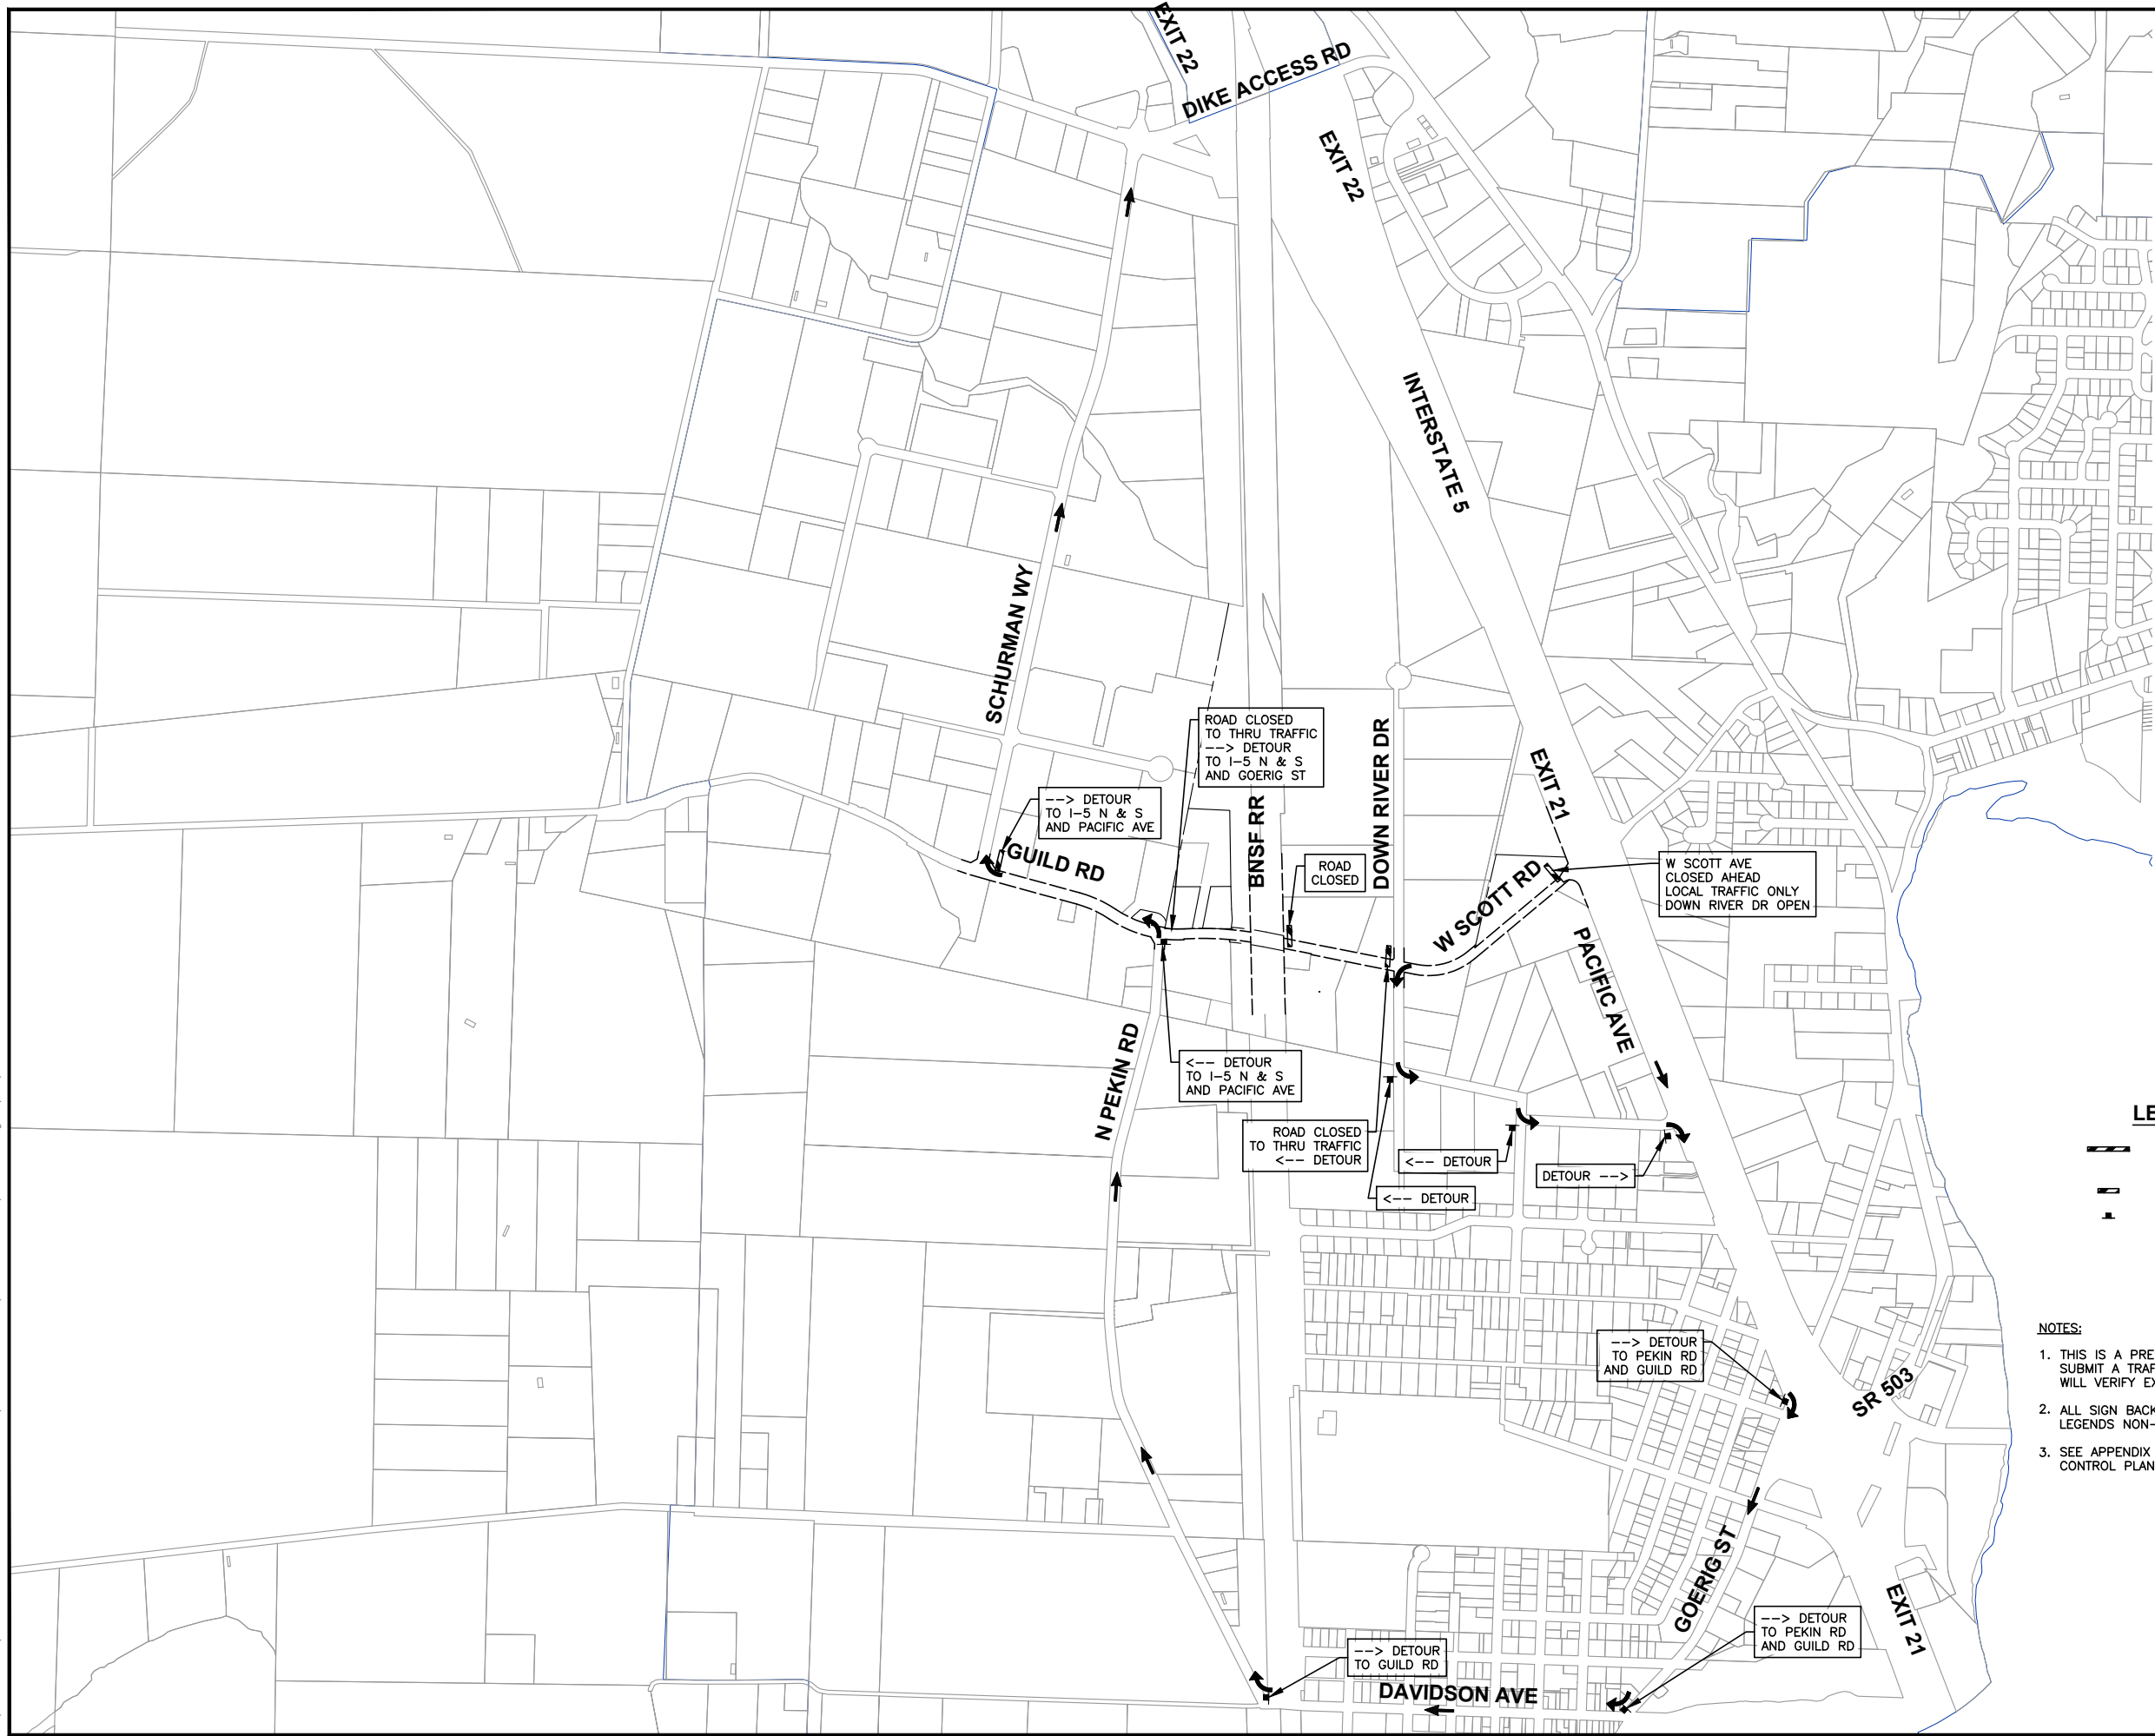 EXIT 22
DIKE ACCESS RD
EXIT 22
INTERSTATE 5
SCHURMAN WY
ROAD CLOSED
TO THRU TRAFFIC
--> DETOUR
TO I-5 N & S
AND GOERIG ST
--> DETOUR
TO I-5 N & S
AND PACIFIC AVE
GUILD RD
BNSF RR
ROAD
CLOSED
DOWN RIVER DR
EXIT 21
W SCOTT RD
W SCOTT AVE
CLOSED AHEAD
LOCAL TRAFFIC ONLY
DOWN RIVER DR OPEN
PACIFIC AVE
N PEKIN RD
<-- DETOUR
TO I-5 N & S
AND PACIFIC AVE
ROAD CLOSED
TO THRU TRAFFIC
<-- DETOUR
<-- DETOUR
DETOUR -->
<-- DETOUR
LE
--> DETOUR
TO PEKIN RD
AND GUILD RD
SR 503
NOTES:
1. THIS IS A PRE
SUBMIT A TRAF
WILL VERIFY EX
2. ALL SIGN BACK
LEGENDS NON-
3. SEE APPENDIX
CONTROL PLAN
GOERIG ST
EXIT 21
--> DETOUR
TO PEKIN RD
AND GUILD RD
--> DETOUR
TO GUILD RD
DAVIDSON AVE